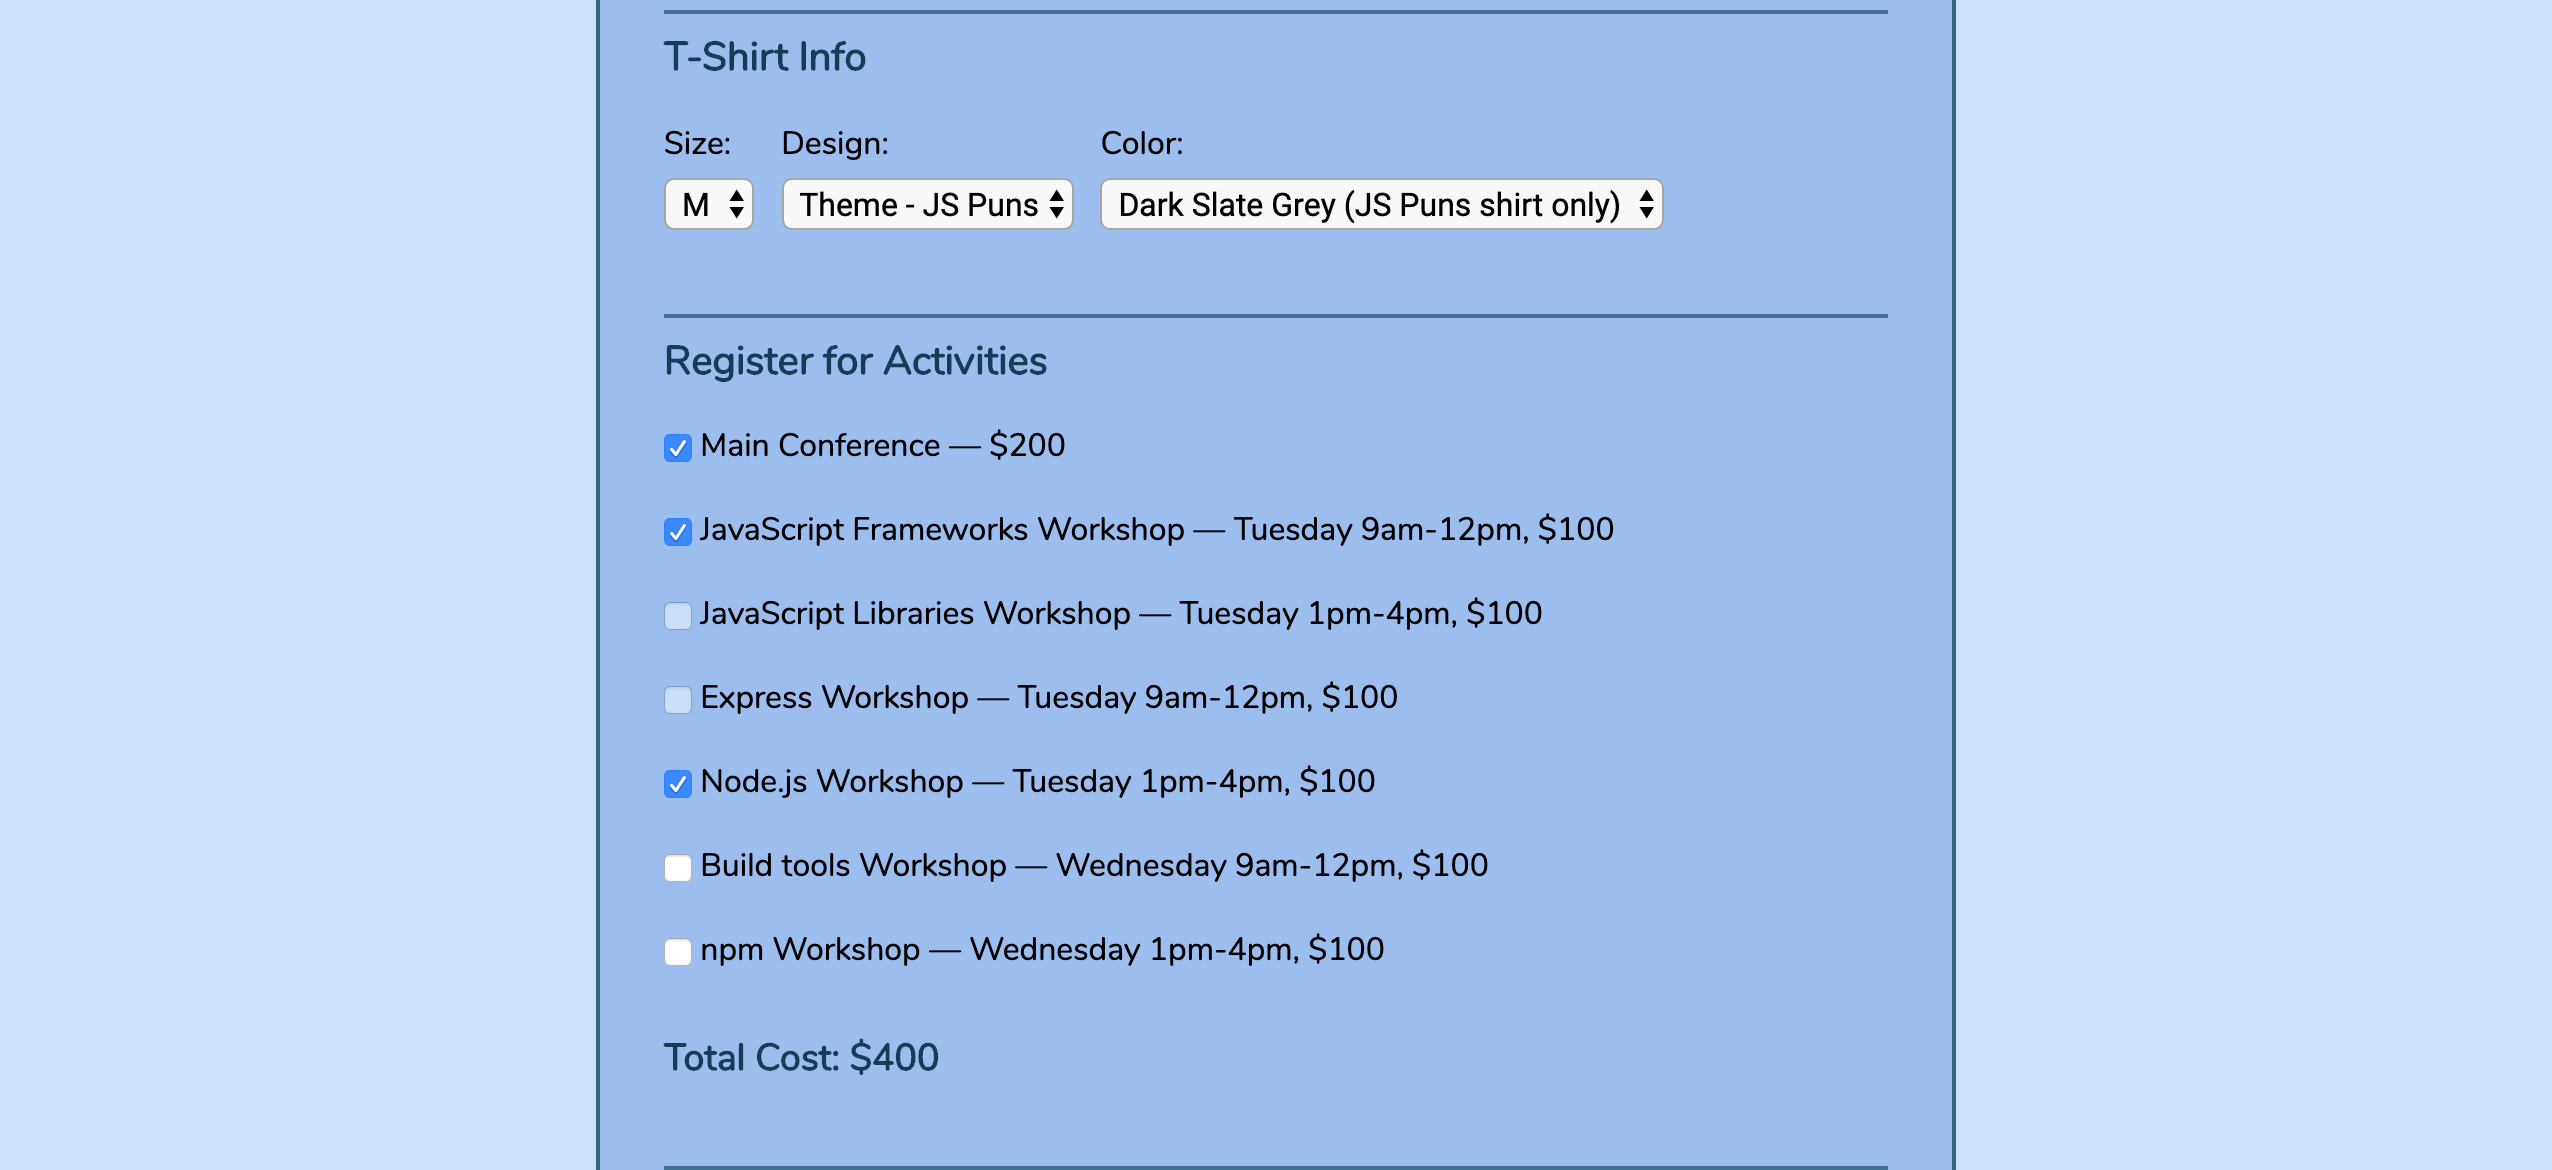 T-Shirt Info
Size: Design: Color:
M Theme - JS Puns Dark Slate Grey (JS Puns shirt only)
Register for Activities
Main Conference — $200
JavaScript Frameworks Workshop — Tuesday 9am-12pm, $100
JavaScript Libraries Workshop — Tuesday 1pm-4pm, $100
Express Workshop — Tuesday 9am-12pm, $100
Node.js Workshop — Tuesday 1pm-4pm, $100
Build tools Workshop — Wednesday 9am-12pm, $100
npm Workshop — Wednesday 1pm-4pm, $100
Total Cost: $400